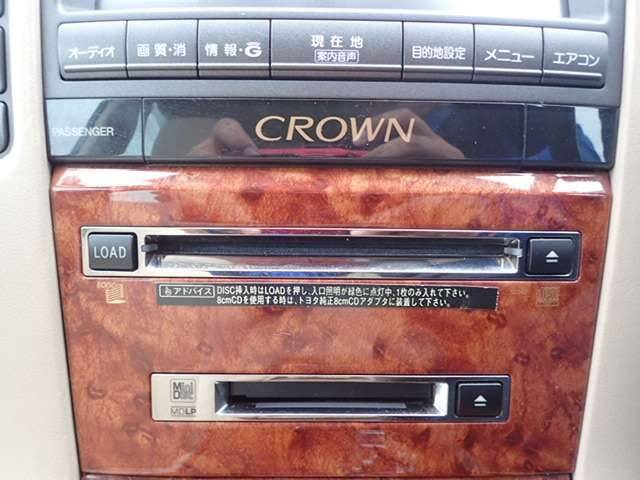 オーディオ 画質・消 情報・G 現在地 目的地設定 メニュー エアコン
案内音声
PASSENGER
CROWN
LOAD
アドバイス DISC挿入時はLOADを押し、入口照明が緑色に点灯中、1枚のみ入れて下さい。
8cmCDを使用する時は、トヨタ純正8cmCDアダプタに装着して下さい。
Mini
Disc
MDLP